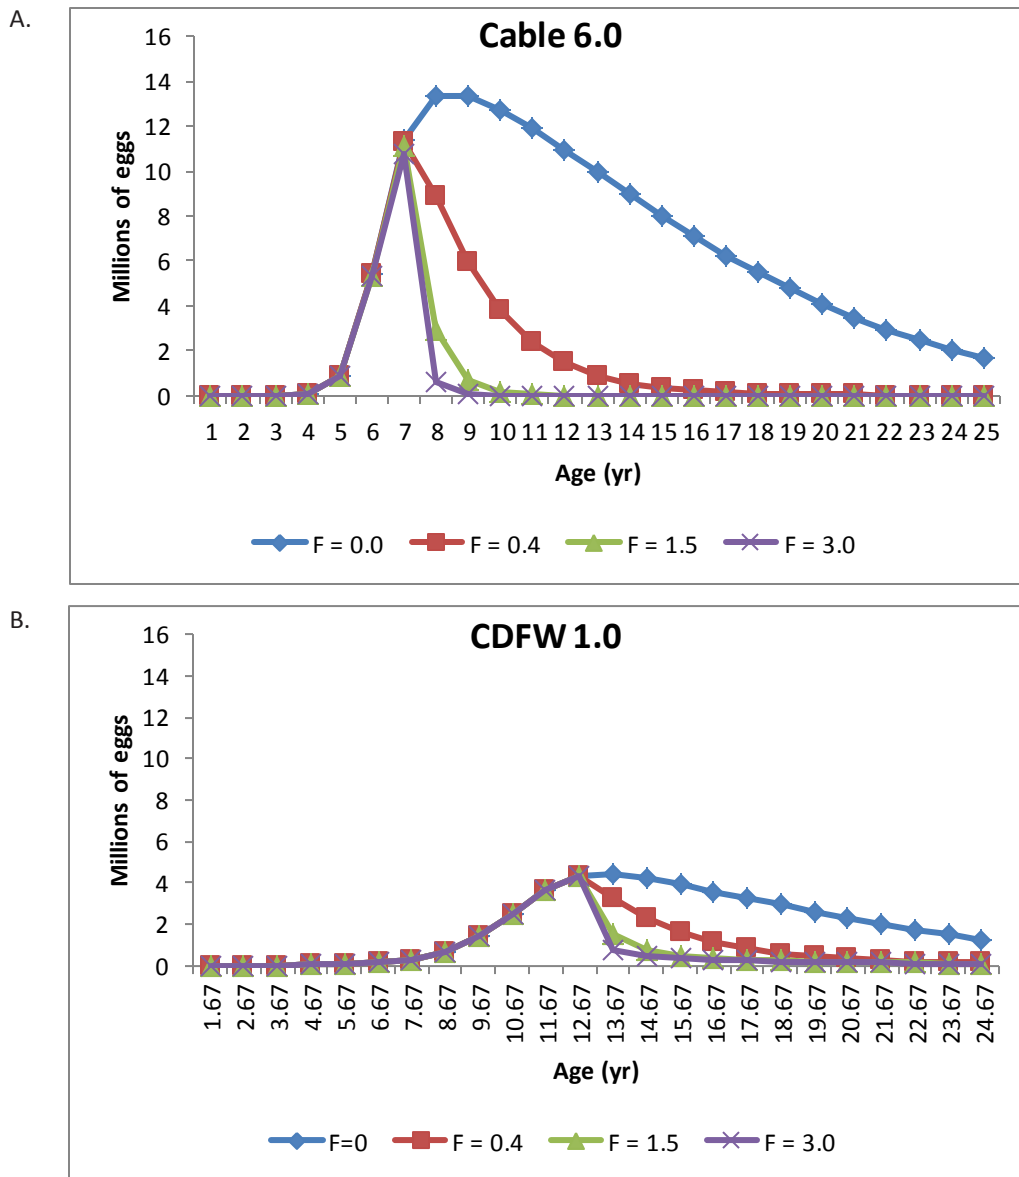 A.
Cable 6.0
16
14
12
10
8
6
4
2
0
Millions of eggs
1 2 3 4 5 6 7 8 9 10 11 12 13 14 15 16 17 18 19 20 21 22 23 24 25
Age (yr)
F = 0.0 F = 0.4 F = 1.5 F = 3.0
B.
CDFW 1.0
16
14
12
10
8
6
4
2
0
Millions of eggs
1.67 2.67 3.67 4.67 5.67 6.67 7.67 8.67 9.67 10.67 11.67 12.67 13.67 14.67 15.67 16.67 17.67 18.67 19.67 20.67 21.67 22.67 23.67 24.67
Age (yr)
F=0 F = 0.4 F = 1.5 F = 3.0